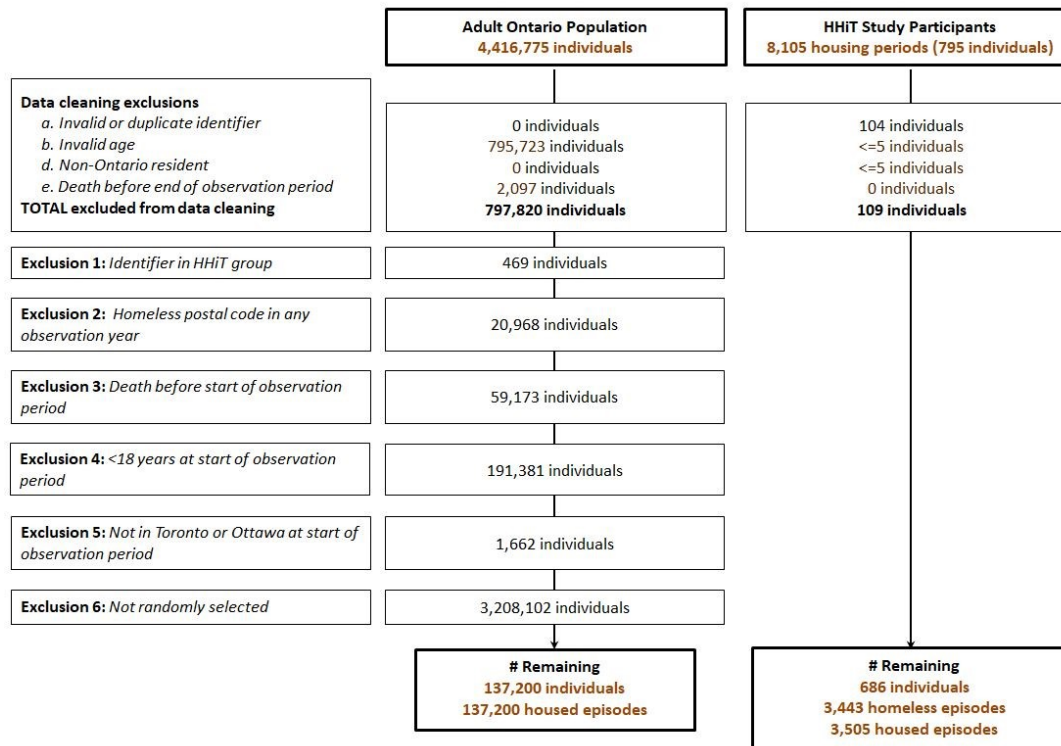 Adult Ontario Population
4,416,775 individuals
HHiT Study Participants
8,105 housing periods (795 individuals)
Data cleaning exclusions
a. Invalid or duplicate identifier
b. Invalid age
d. Non-Ontario resident
e. Death before end of observation period
TOTAL excluded from data cleaning
0 individuals
795,723 individuals
0 individuals
2,097 individuals
797,820 individuals
104 individuals
<=5 individuals
<=5 individuals
0 individuals
109 individuals
Exclusion 1: Identifier in HHiT group
469 individuals
Exclusion 2: Homeless postal code in any
observation year
20,968 individuals
Exclusion 3: Death before start of observation
period
59,173 individuals
Exclusion 4: <18 years at start of observation
period
191,381 individuals
Exclusion 5: Not in Toronto or Ottawa at start of
observation period
1,662 individuals
Exclusion 6: Not randomly selected
3,208,102 individuals
# Remaining
137,200 individuals
137,200 housed episodes
# Remaining
686 individuals
3,443 homeless episodes
3,505 housed episodes